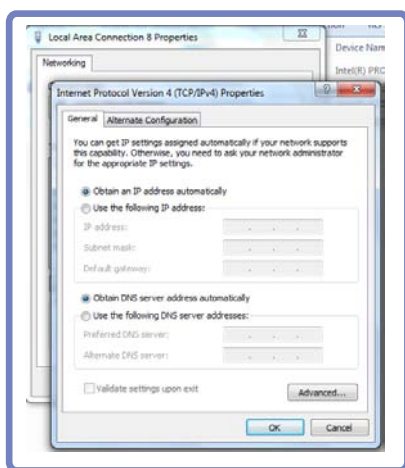 Local Area Connection 8 Properties
Device Nam
Networking
Intel(R) PRO
Internet Protocol Version 4 (TCP/IPv4) Properties
General
Alternate Configuration
You can get IP settings assigned automatically if your network supports
this capability. Otherwise, you need to ask your network administrator
for the appropriate IP settings.
Obtain an IP address automatically
Use the following IP address:
IP address:
Subnet mask:
Default gateway:
Obtain DNS server address automatically
Use the following DNS server addresses:
Preferred DNS server:
Alternate DNS server:
Validate settings upon exit
Advanced...
OK
Cancel